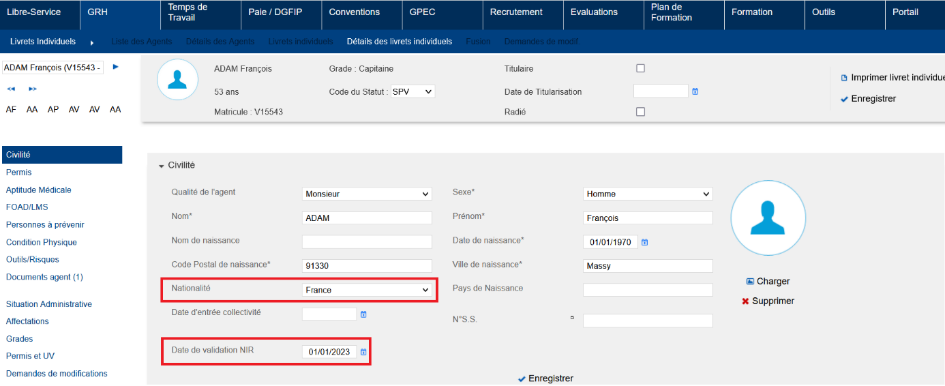 Libre-Service GRH Temps de Travail Paie / DGFIP Conventions GPEC Recrutement Evaluations Plan de Formation Formation Outils Portail
Livrets Individuels Liste des Agents Détails des Agents Livrets individuels Détails des livrets individuels Fusion Demandes de modif
ADAM François (V15543 -
AF AA AP AV AV AA
ADAM François Grade : Capitaine Titulaire
53 ans Code du Statut : SPV Date de Titularisation
Matricule : V15543 Radié
Imprimer livret individue
Enregistrer
Civilité
Permis
Aptitude Médicale
FOAD/LMS
Personnes à prévenir
Condition Physique
Outils/Risques
Documents agent (1)
Situation Administrative
Affectations
Grades
Permis et UV
Demandes de modifications
Civilité
Qualité de l'agent Monsieur Sexe* Homme
Nom* ADAM Prénom* François
Nom de naissance Date de naissance* 01/01/1970
Code Postal de naissance* 91330 Ville de naissance* Massy
Nationalité France Pays de Naissance
Date d'entrée collectivité N°S.S.
Date de validation NIR 01/01/2023
Charger
Supprimer
Enregistrer